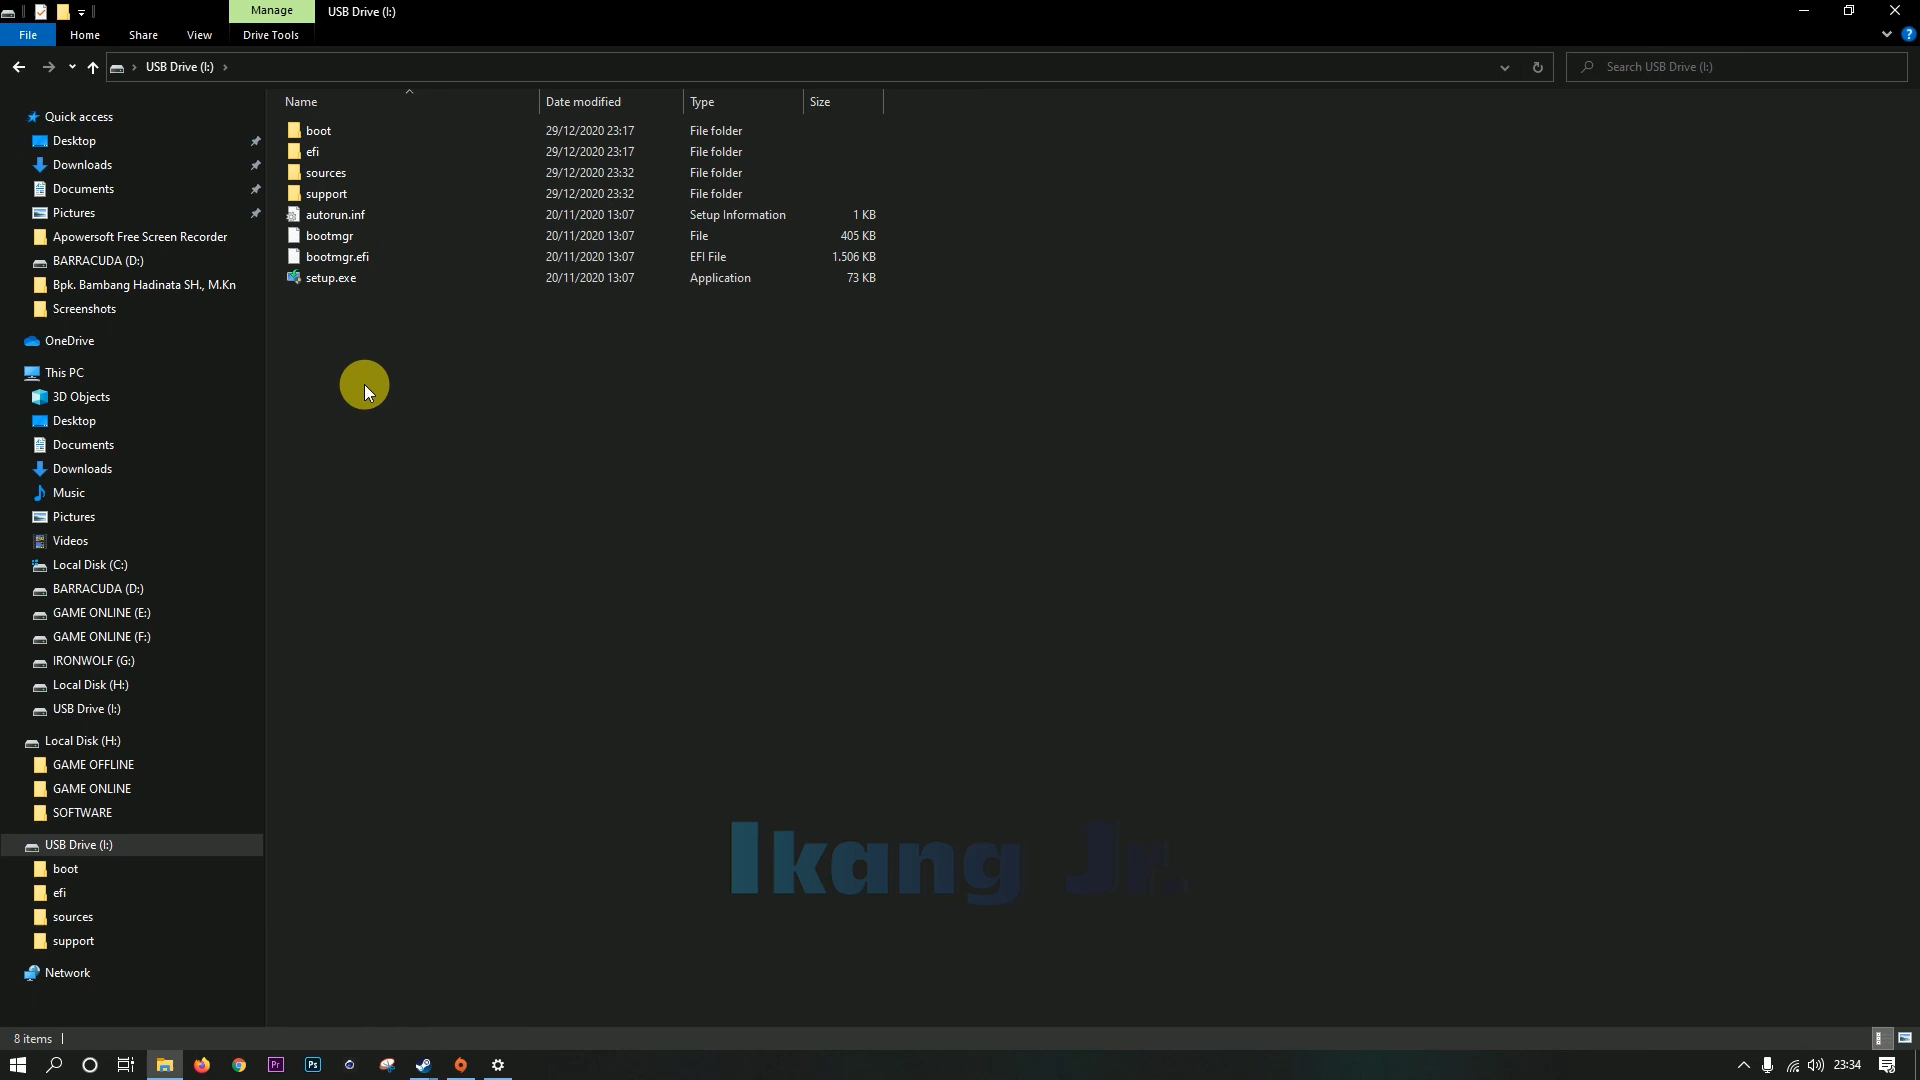 Manage
USB Drive (I:)
File
Home
Share
View
Drive Tools
USB Drive (I:)
Search USB Drive (I:)
Name
Date modified
Type
Size
boot 29/12/2020 23:17 File folder
efi 29/12/2020 23:17 File folder
sources 29/12/2020 23:32 File folder
support 29/12/2020 23:32 File folder
autorun.inf 20/11/2020 13:07 Setup Information 1 KB
bootmgr 20/11/2020 13:07 File 405 KB
bootmgr.efi 20/11/2020 13:07 EFI File 1.506 KB
setup.exe 20/11/2020 13:07 Application 73 KB
Quick access
Desktop
Downloads
Documents
Pictures
Apowersoft Free Screen Recorder
BARRACUDA (D:)
Bpk. Bambang Hadinata SH., M.Kn
Screenshots
OneDrive
This PC
3D Objects
Desktop
Documents
Downloads
Music
Pictures
Videos
Local Disk (C:)
BARRACUDA (D:)
GAME ONLINE (E:)
GAME ONLINE (F:)
IRONWOLF (G:)
Local Disk (H:)
USB Drive (I:)
Local Disk (H:)
GAME OFFLINE
GAME ONLINE
SOFTWARE
USB Drive (I:)
boot
efi
sources
support
Network
Ikang Jr.
8 items
Pr
Ps
23:34